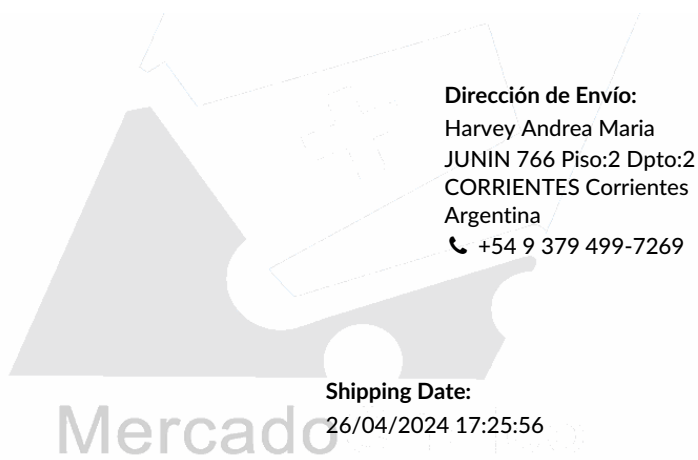 Dirección de Envío:
Harvey Andrea Maria
JUNIN 766 Piso:2 Dpto:2
CORRIENTES Corrientes
Argentina
+54 9 379 499-7269
Shipping Date:
26/04/2024 17:25:56
Mercado